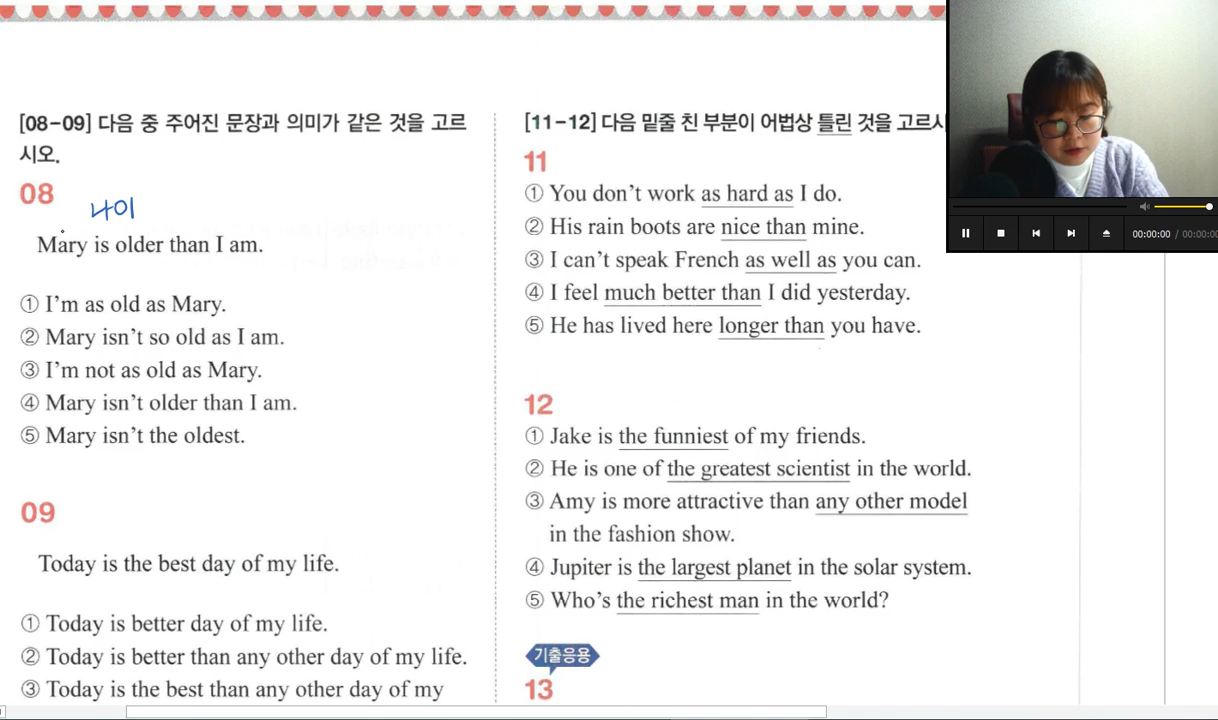 [08-09] 다음 중 주어진 문장과 의미가 같은 것을 고르
시오.
08
나이
Mary is older than I am.
① I'm as old as Mary.
② Mary isn't so old as I am.
③ I'm not as old as Mary.
④ Mary isn't older than I am.
⑤ Mary isn't the oldest.
09
Today is the best day of my life.
① Today is better day of my life.
② Today is better than any other day of my life.
③ Today is the best than any other day of my
[11-12] 다음 밑줄 친 부분이 어법상 틀린 것을 고르시
11
① You don't work as hard as I do.
② His rain boots are nice than mine.
③ I can't speak French as well as you can.
④ I feel much better than I did yesterday.
⑤ He has lived here longer than you have.
12
① Jake is the funniest of my friends.
② He is one of the greatest scientist in the world.
③ Amy is more attractive than any other model
in the fashion show.
④ Jupiter is the largest planet in the solar system.
⑤ Who's the richest man in the world?
기출응용
13
00:00:00 / 00:00:00